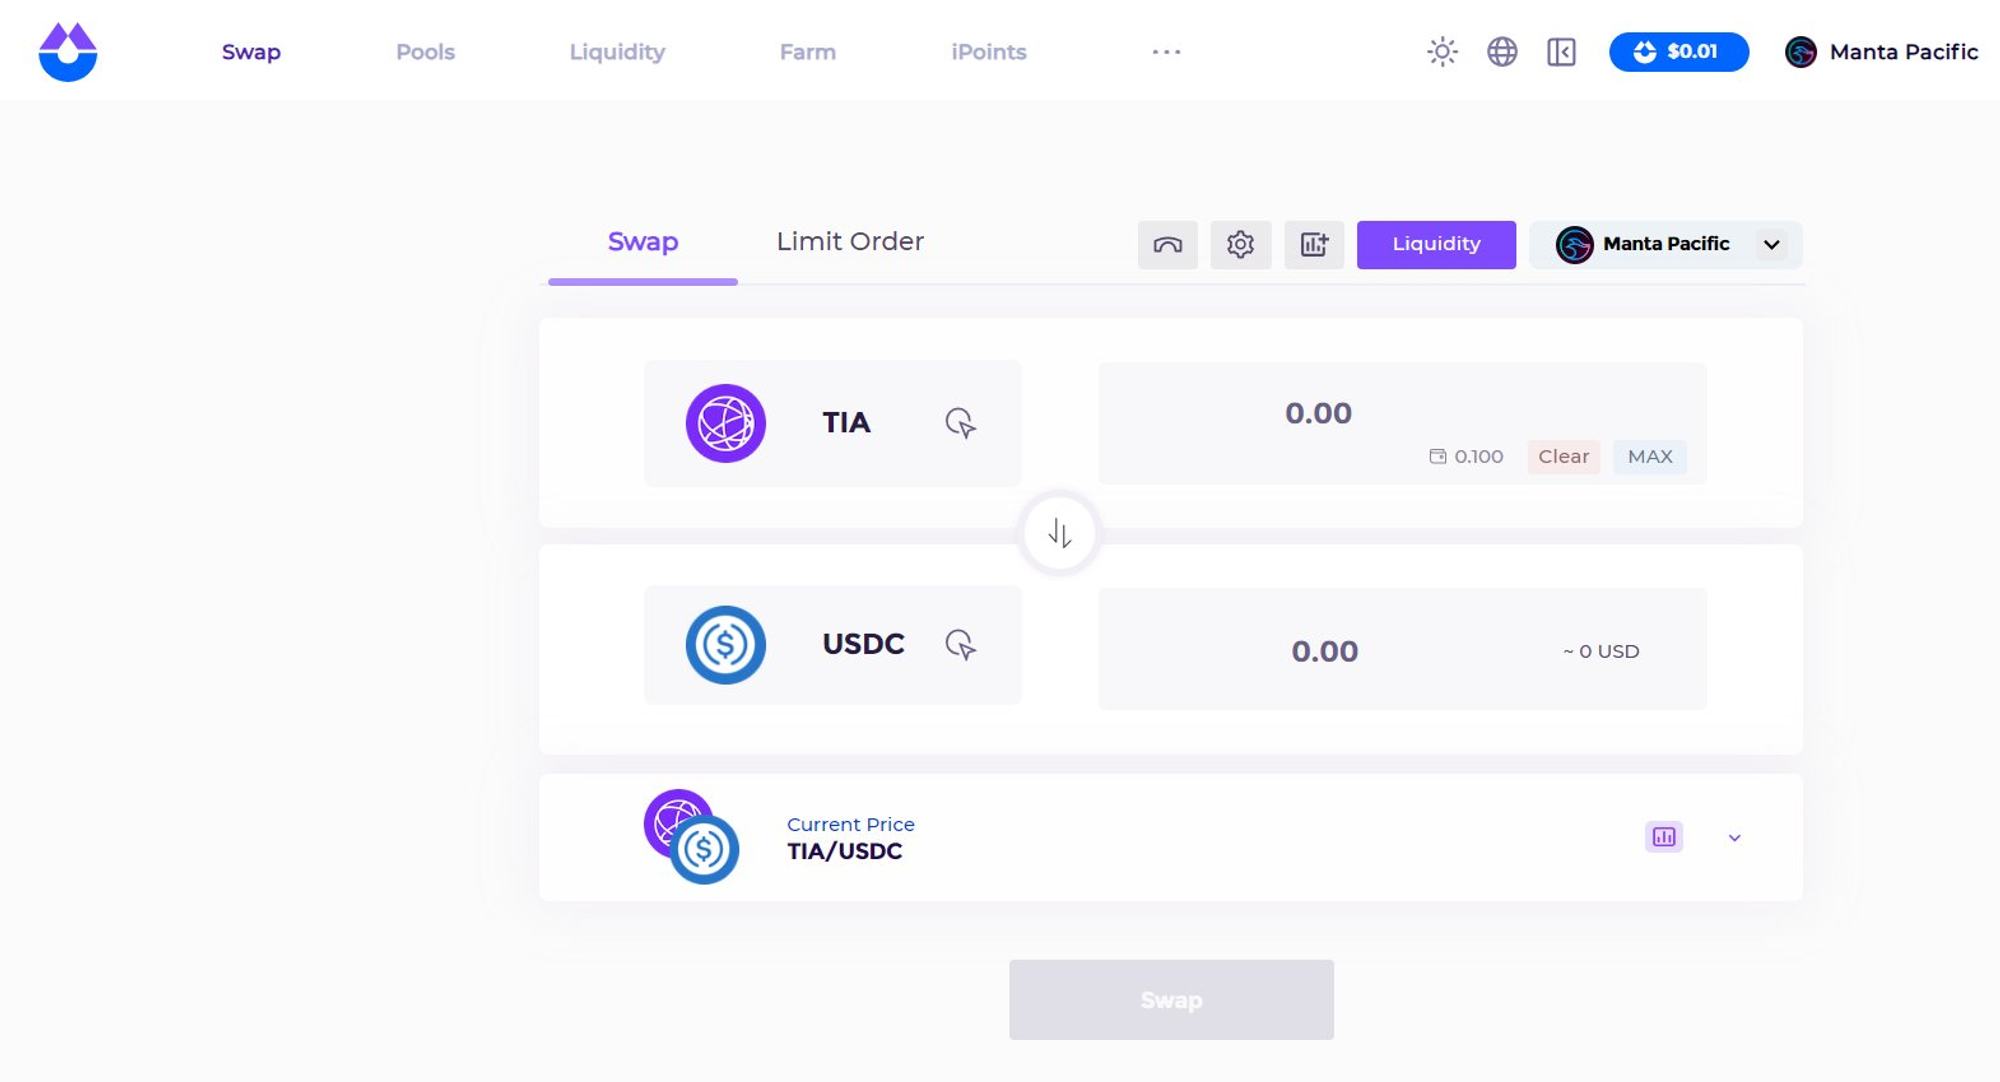 Swap Pools Liquidity Farm iPoints ... $0.01 Manta Pacific
Swap Limit Order Liquidity Manta Pacific
TIA 0.00
0.100 Clear MAX
USDC 0.00 ~ 0 USD
Current Price
TIA/USDC
Swap